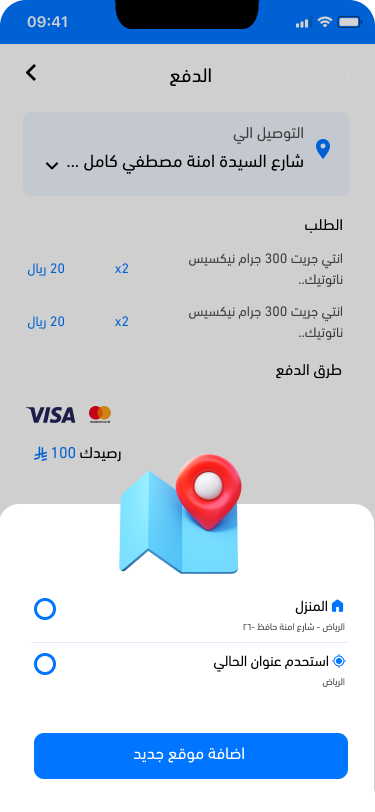 09:41
الدفع
التوصيل الي
شارع السيدة امنة مصطفي كامل ...
الطلب
انتي جريت 300 جرام نيكسيس
ناتوتيك..
x2
20 ريال
انتي جريت 300 جرام نيكسيس
ناتوتيك..
x2
20 ريال
طرق الدفع
VISA
رصيدك 100
المنزل
الرياض - شارع امنة حافظ -٢٦
استخدم عنوان الحالي
الرياض
اضافة موقع جديد